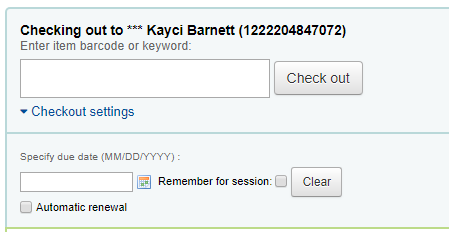 Checking out to *** Kayci Barnett (1222204847072)
Enter item barcode or keyword:
Check out
Checkout settings
Specify due date (MM/DD/YYYY) :
Remember for session:
Clear
Automatic renewal